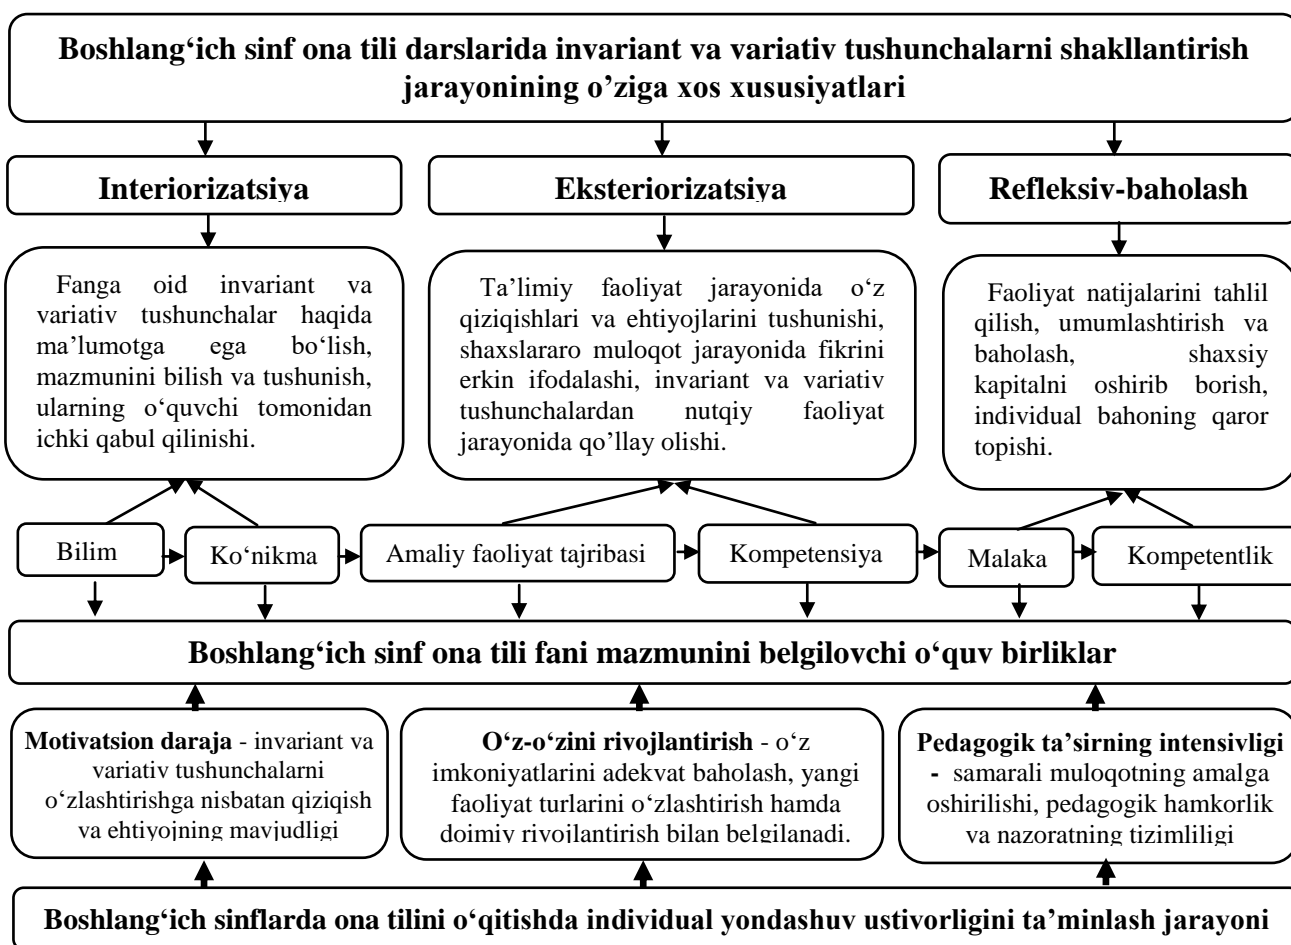 Boshlang‘ich sinf ona tili darslarida invariant va variativ tushunchalarni shakllantirish
jarayonining o’ziga xos xususiyatlari
Interiorizatsiya
Eksteriorizatsiya
Refleksiv-baholash
Fanga oid invariant va
variativ tushunchalar haqida
ma’lumotga ega bo‘lish,
mazmunini bilish va tushunish,
ularning o‘quvchi tomonidan
ichki qabul qilinishi.
Ta’limiy faoliyat jarayonida o‘z
qiziqishlari va ehtiyojlarini tushunishi,
shaxslararo muloqot jarayonida fikrini
erkin ifodalashi, invariant va variativ
tushunchalardan nutqiy faoliyat
jarayonida qo’llay olishi.
Faoliyat natijalarini tahlil
qilish, umumlashtirish va
baholash, shaxsiy
kapitalni oshirib borish,
individual bahoning qaror
topishi.
Bilim
Ko‘nikma
Amaliy faoliyat tajribasi
Kompetensiya
Malaka
Kompetentlik
Boshlang‘ich sinf ona tili fani mazmunini belgilovchi o‘quv birliklar
Motivatsion daraja - invariant va
variativ tushunchalarni
o‘zlashtirishga nisbatan qiziqish
va ehtiyojning mavjudligi
O‘z-o‘zini rivojlantirish - o‘z
imkoniyatlarini adekvat baholash, yangi
faoliyat turlarini o‘zlashtirish hamda
doimiy rivojlantirish bilan belgilanadi.
Pedagogik ta’sirning intensivligi
- samarali muloqotning amalga
oshirilishi, pedagogik hamkorlik
va nazoratning tizimliligi
Boshlang‘ich sinflarda ona tilini o‘qitishda individual yondashuv ustivorligini ta’minlash jarayoni